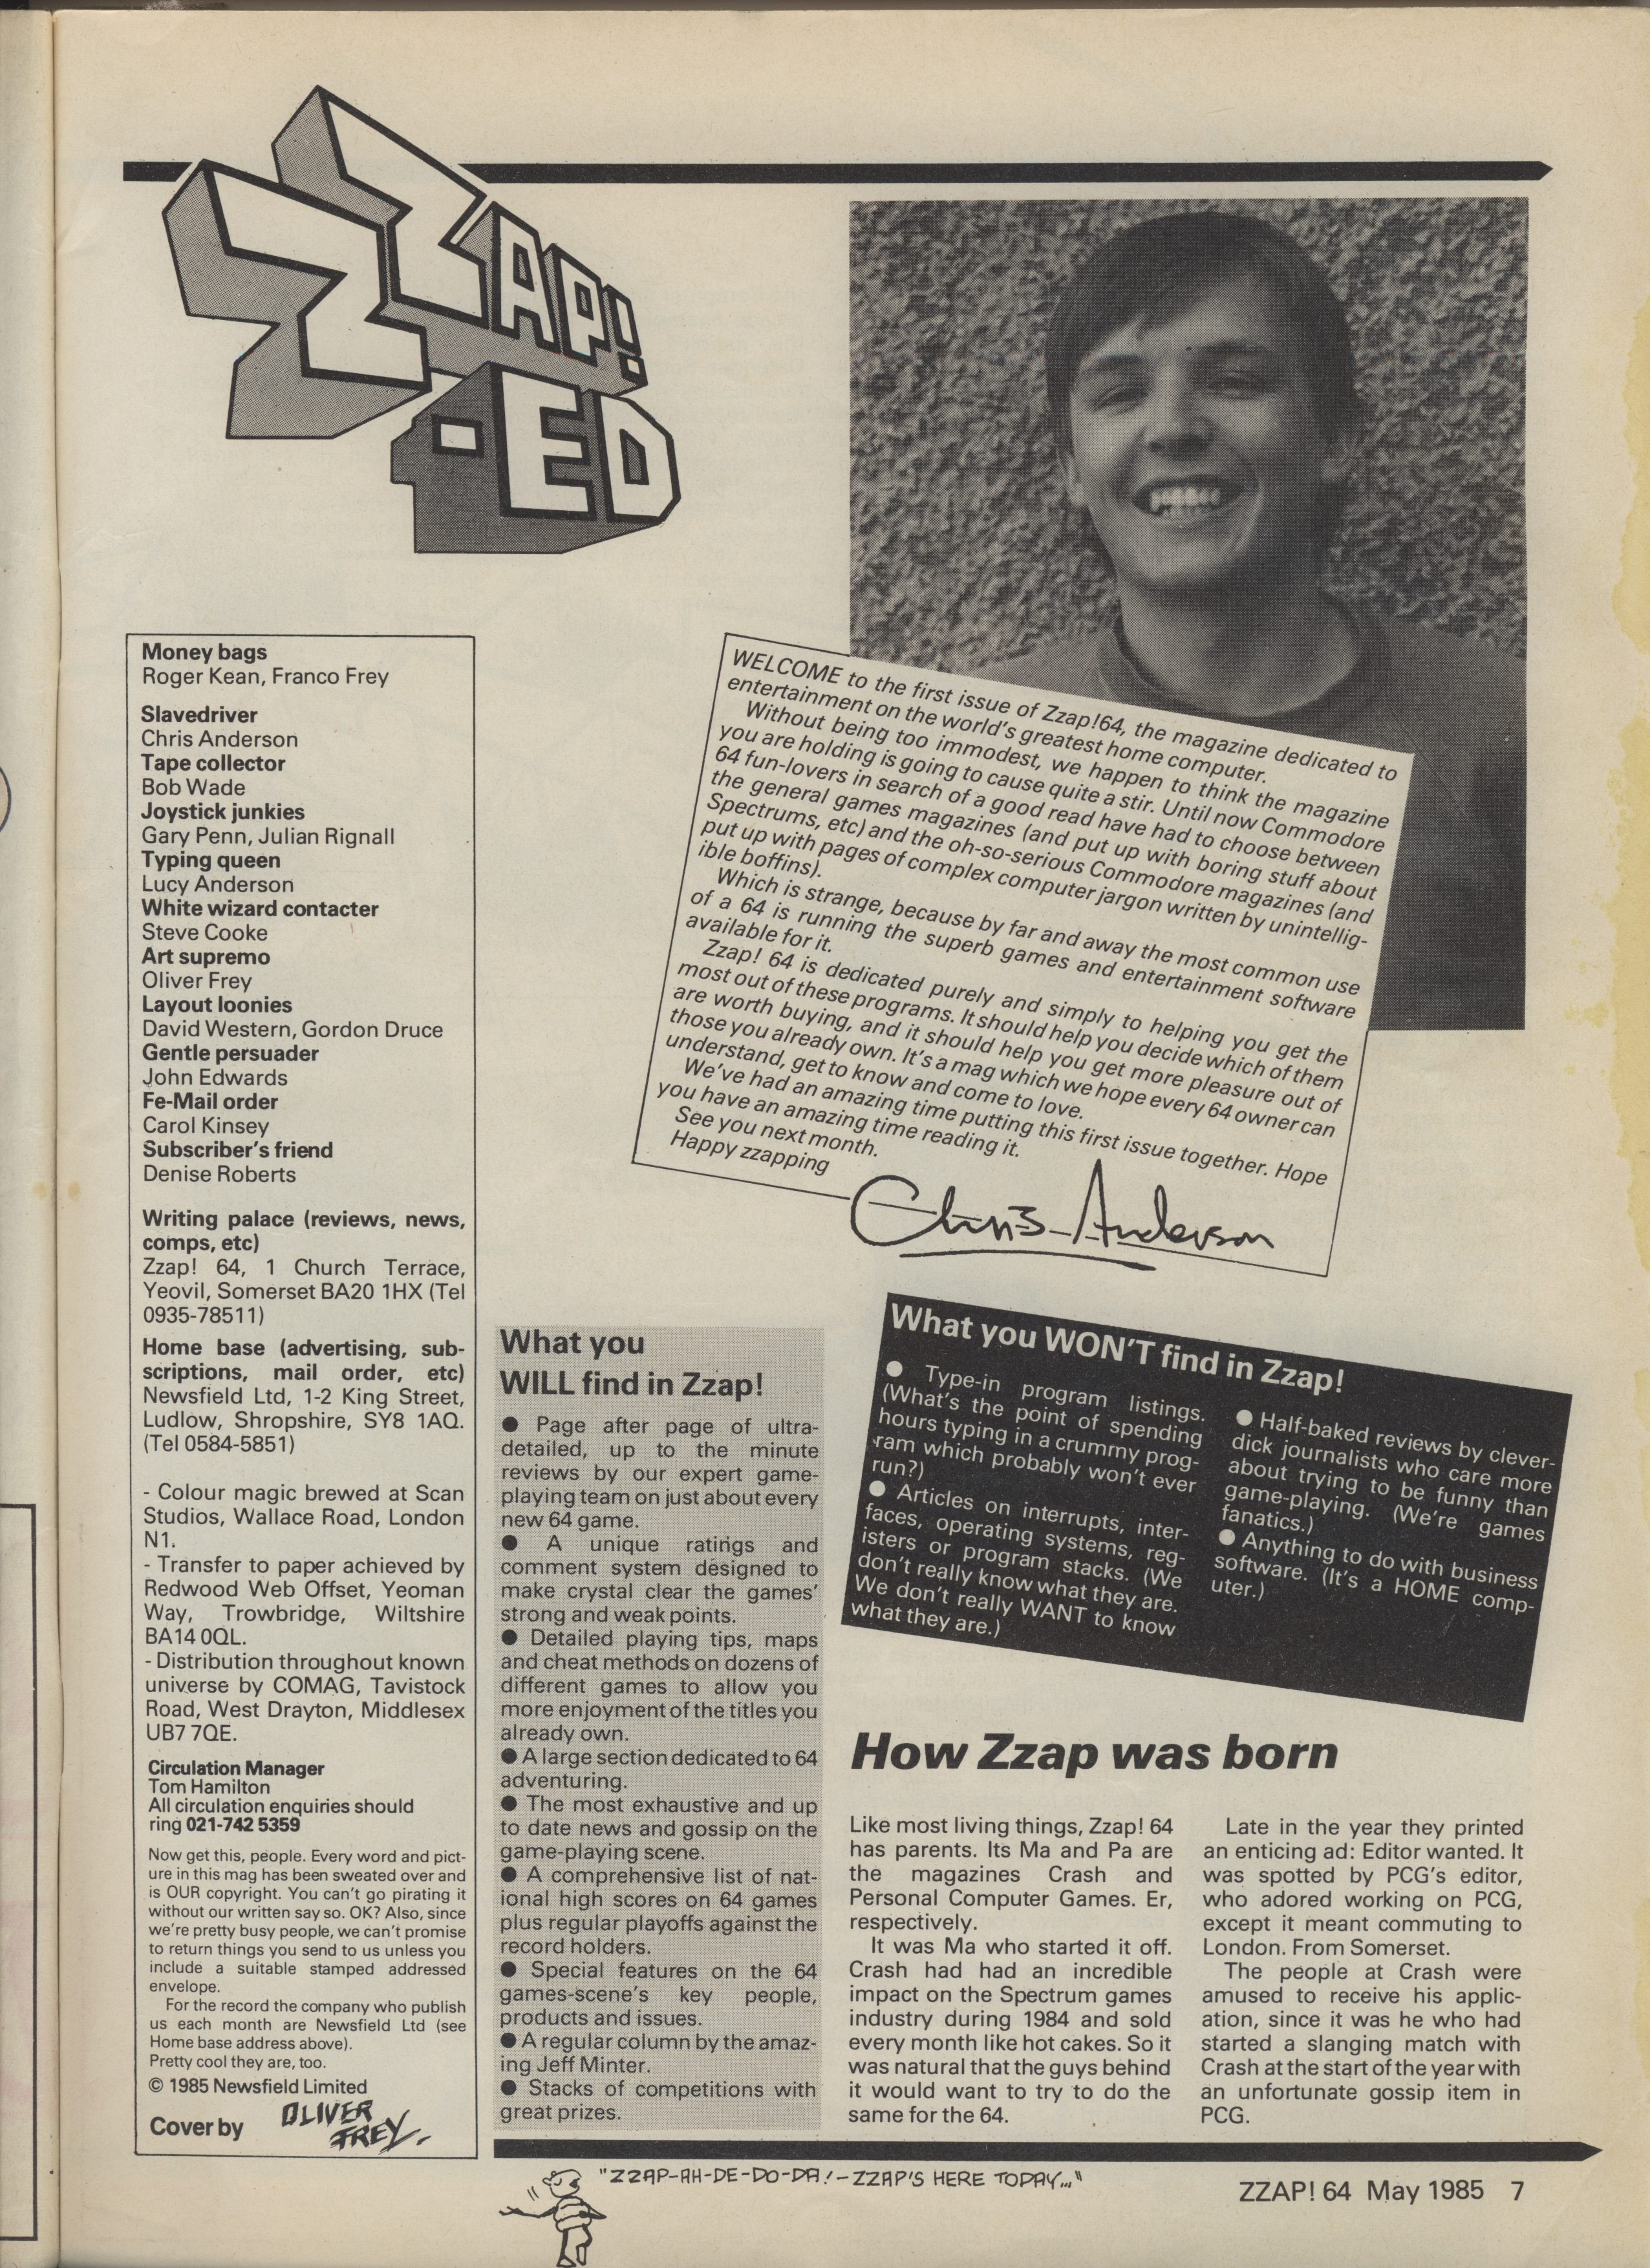 ZZAP!
-ED
Money bags
Roger Kean, Franco Frey
Slavedriver
Chris Anderson
Tape collector
Bob Wade
Joystick junkies
Gary Penn, Julian Rignall
Typing queen
Lucy Anderson
White wizard contacter
Steve Cooke
Art supremo
Oliver Frey
Layout loonies
David Western, Gordon Druce
Gentle persuader
John Edwards
Fe-Mail order
Carol Kinsey
Subscriber's friend
Denise Roberts
Writing palace (reviews, news,
comps, etc)
Zzap! 64, 1 Church Terrace,
Yeovil, Somerset BA20 1HX (Tel
0935-78511)
Home base (advertising, sub-
scriptions, mail order, etc)
Newsfield Ltd, 1-2 King Street,
Ludlow, Shropshire, SY8 1AQ.
(Tel 0584-5851)
- Colour magic brewed at Scan
Studios, Wallace Road, London
N1.
- Transfer to paper achieved by
Redwood Web Offset, Yeoman
Way, Trowbridge, Wiltshire
BA14 0QL.
- Distribution throughout known
universe by COMAG, Tavistock
Road, West Drayton, Middlesex
UB7 7QE.
Circulation Manager
Tom Hamilton
All circulation enquiries should
ring 021-742 5359
Now get this, people. Every word and pict-
ure in this mag has been sweated over and
is OUR copyright. You can't go pirating it
without our written say so. OK? Also, since
we're pretty busy people, we can't promise
to return things you send to us unless you
include a suitable stamped addressed
envelope.
For the record the company who publish
us each month are Newsfield Ltd (see
Home base address above).
Pretty cool they are, too.
© 1985 Newsfield Limited
Cover by OLIVER
FREY.
WELCOME to the first issue of Zzap!64, the magazine dedicated to
entertainment on the world's greatest home computer.
Without being too immodest, we happen to think the magazine
you are holding is going to cause quite a stir. Until now Commodore
64 fun-lovers in search of a good read have had to choose between
the general games magazines (and put up with boring stuff about
Spectrums, etc) and the oh-so-serious Commodore magazines (and
put up with pages of complex computer jargon written by unintellig-
ible boffins).
Which is strange, because by far and away the most common use
of a 64 is running the superb games and entertainment software
available for it.
Zzap! 64 is dedicated purely and simply to helping you get the
most out of these programs. It should help you decide which of them
are worth buying, and it should help you get more pleasure out of
those you already own. It's a mag which we hope every 64 owner can
understand, get to know and come to love.
We've had an amazing time putting this first issue together. Hope
you have an amazing time reading it.
See you next month.
Happy zzapping
Chris Anderson
What you
WILL find in Zzap!
● Page after page of ultra-
detailed, up to the minute
reviews by our expert game-
playing team on just about every
new 64 game.
● A unique ratings and
comment system designed to
make crystal clear the games'
strong and weak points.
● Detailed playing tips, maps
and cheat methods on dozens of
different games to allow you
more enjoyment of the titles you
already own.
● A large section dedicated to 64
adventuring.
● The most exhaustive and up
to date news and gossip on the
game-playing scene.
● A comprehensive list of nat-
ional high scores on 64 games
plus regular playoffs against the
record holders.
● Special features on the 64
games-scene's key people,
products and issues.
● A regular column by the amaz-
ing Jeff Minter.
● Stacks of competitions with
great prizes.
What you WON'T find in Zzap!
● Type-in program listings.
(What's the point of spending
hours typing in a crummy prog-
ram which probably won't ever
run?)
● Articles on interrupts, inter-
faces, operating systems, reg-
isters or program stacks. (We
don't really know what they are.
We don't really WANT to know
what they are.)
● Half-baked reviews by clever-
dick journalists who care more
about trying to be funny than
game-playing. (We're games
fanatics.)
● Anything to do with business
software. (It's a HOME comp-
uter.)
How Zzap was born
Like most living things, Zzap! 64
has parents. Its Ma and Pa are
the magazines Crash and
Personal Computer Games. Er,
respectively.
It was Ma who started it off.
Crash had had an incredible
impact on the Spectrum games
industry during 1984 and sold
every month like hot cakes. So it
was natural that the guys behind
it would want to try to do the
same for the 64.
Late in the year they printed
an enticing ad: Editor wanted. It
was spotted by PCG's editor,
who adored working on PCG,
except it meant commuting to
London. From Somerset.
The people at Crash were
amused to receive his applic-
ation, since it was he who had
started a slanging match with
Crash at the start of the year with
an unfortunate gossip item in
PCG.
"ZZAP-AH-DE-DO-DA!-ZZAP'S HERE TODAY..."
ZZAP! 64 May 1985 7